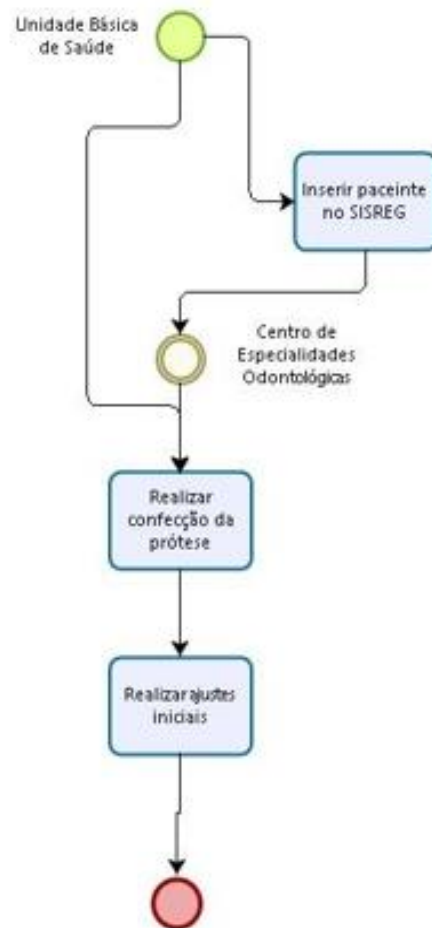 Unidade Básica
de Saúde
Inserir paceinte
no SISREG
Centro de
Especialidades
Odontológicas
Realizar
confecção da
prótese
Realizar ajustes
iniciais